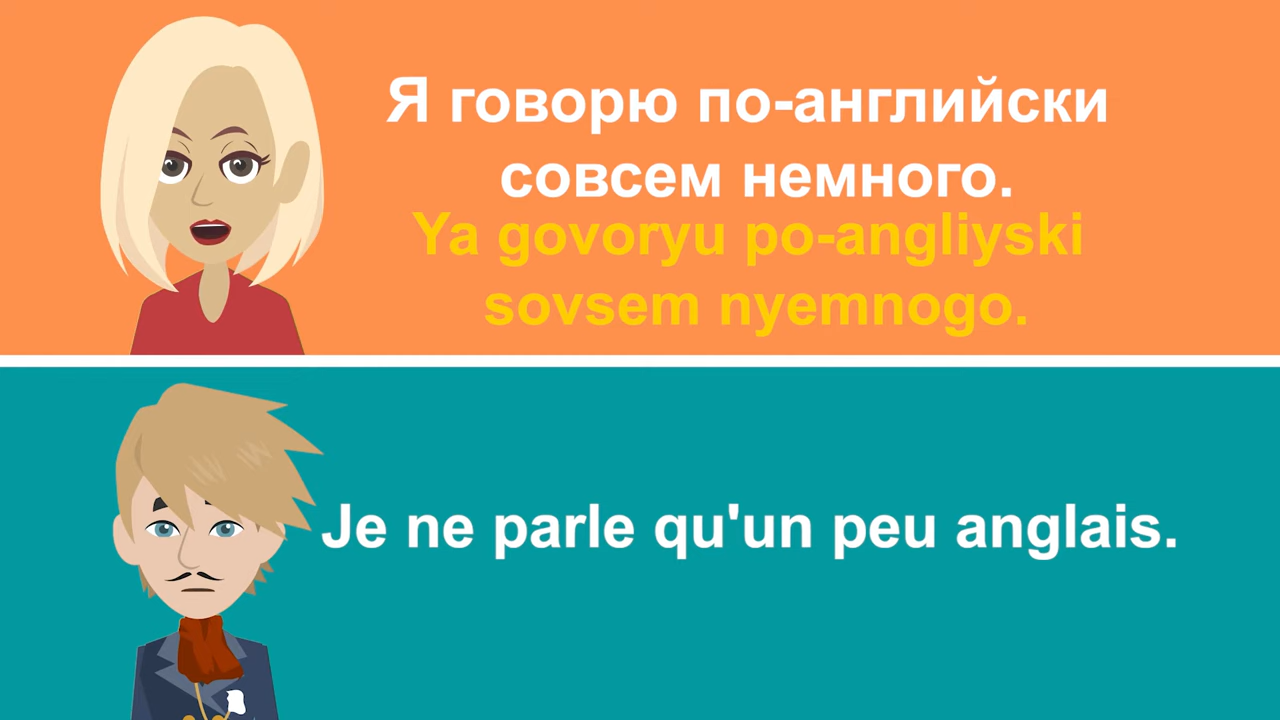 Я говорю по-английски
совсем немного.
Ya govoryu po-angliyski
sovsem nyemnogo.
Je ne parle qu'un peu anglais.